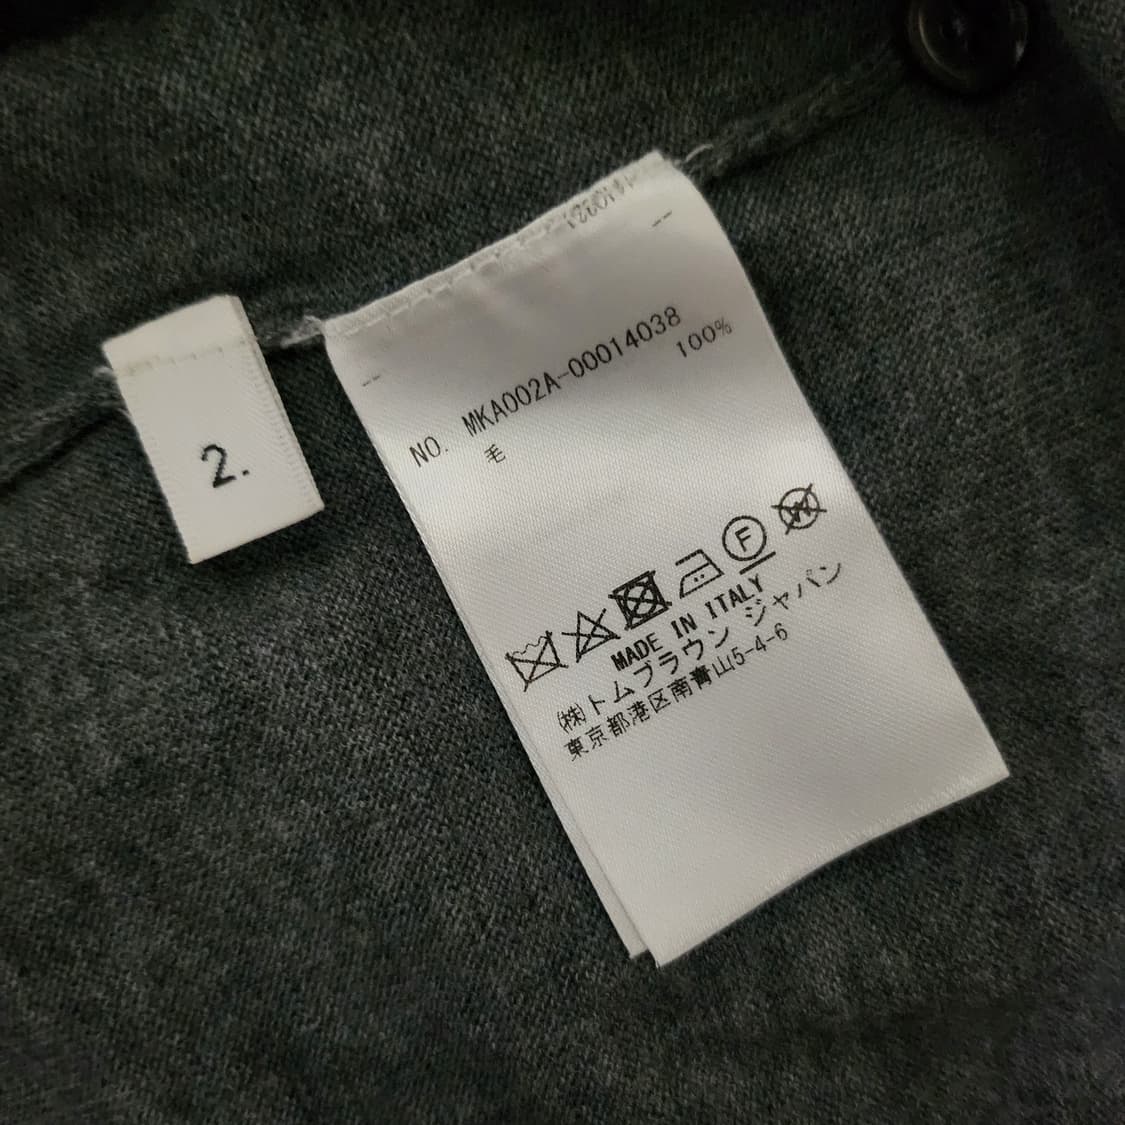 2.
NO. MKA002A-00014038
毛 100%
F
W
MADE IN ITALY
㈱トムブラウン ジャパン
東京都港区南青山5-4-6